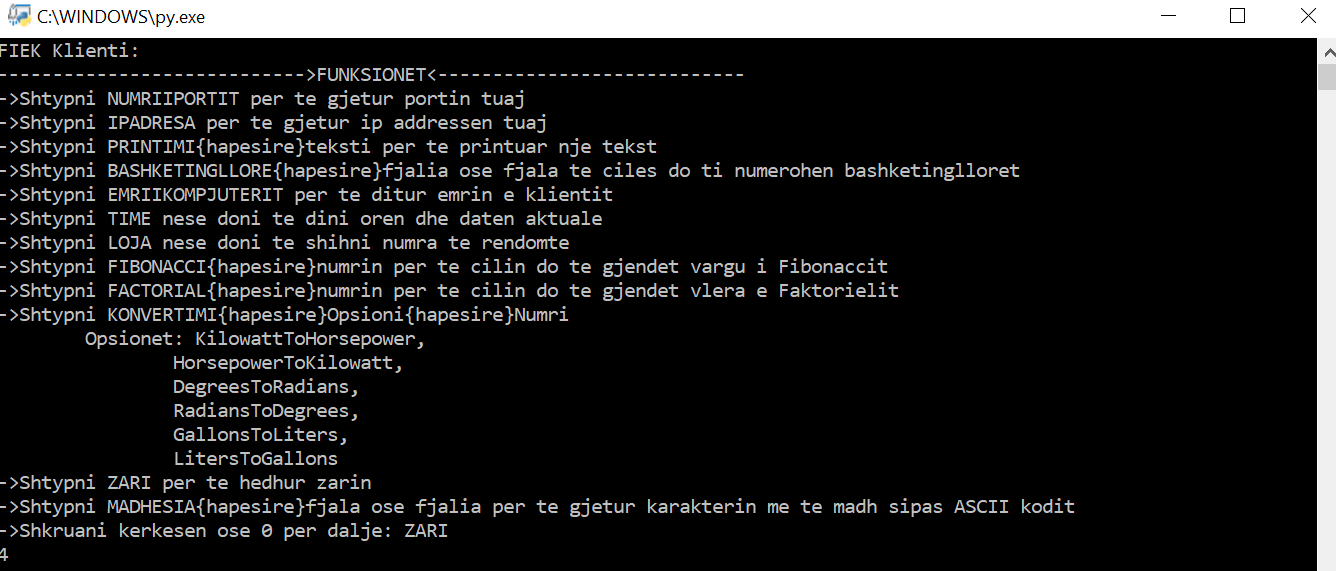 C:\WINDOWS\py.exe
FIEK Klienti:
---------------------------->FUNKSIONET<----------------------------
->Shtypni NUMRIIPORTIT per te gjetur portin tuaj
->Shtypni IPADRESA per te gjetur ip addressen tuaj
->Shtypni PRINTIMI{hapesire}teksti per te printuar nje tekst
->Shtypni BASHKETINGLLORE{hapesire}fjalia ose fjala te ciles do ti numerohen bashketinglloret
->Shtypni EMRIIKOMPJUTERIT per te ditur emrin e klientit
->Shtypni TIME nese doni te dini oren dhe daten aktuale
->Shtypni LOJA nese doni te shihni numra te rendomte
->Shtypni FIBONACCI{hapesire}numrin per te cilin do te gjendet vargu i Fibonaccit
->Shtypni FACTORIAL{hapesire}numrin per te cilin do te gjendet vlera e Faktorielit
->Shtypni KONVERTIMI{hapesire}Opsioni{hapesire}Numri
Opsionet: KilowattToHorsepower,
HorsepowerToKilowatt,
DegreesToRadians,
RadiansToDegrees,
GallonsToLiters,
LitersToGallons
->Shtypni ZARI per te hedhur zarin
->Shtypni MADHESIA{hapesire}fjala ose fjalia per te gjetur karakterin me te madh sipas ASCII kodit
->Shkruani kerkesen ose 0 per dalje: ZARI
4